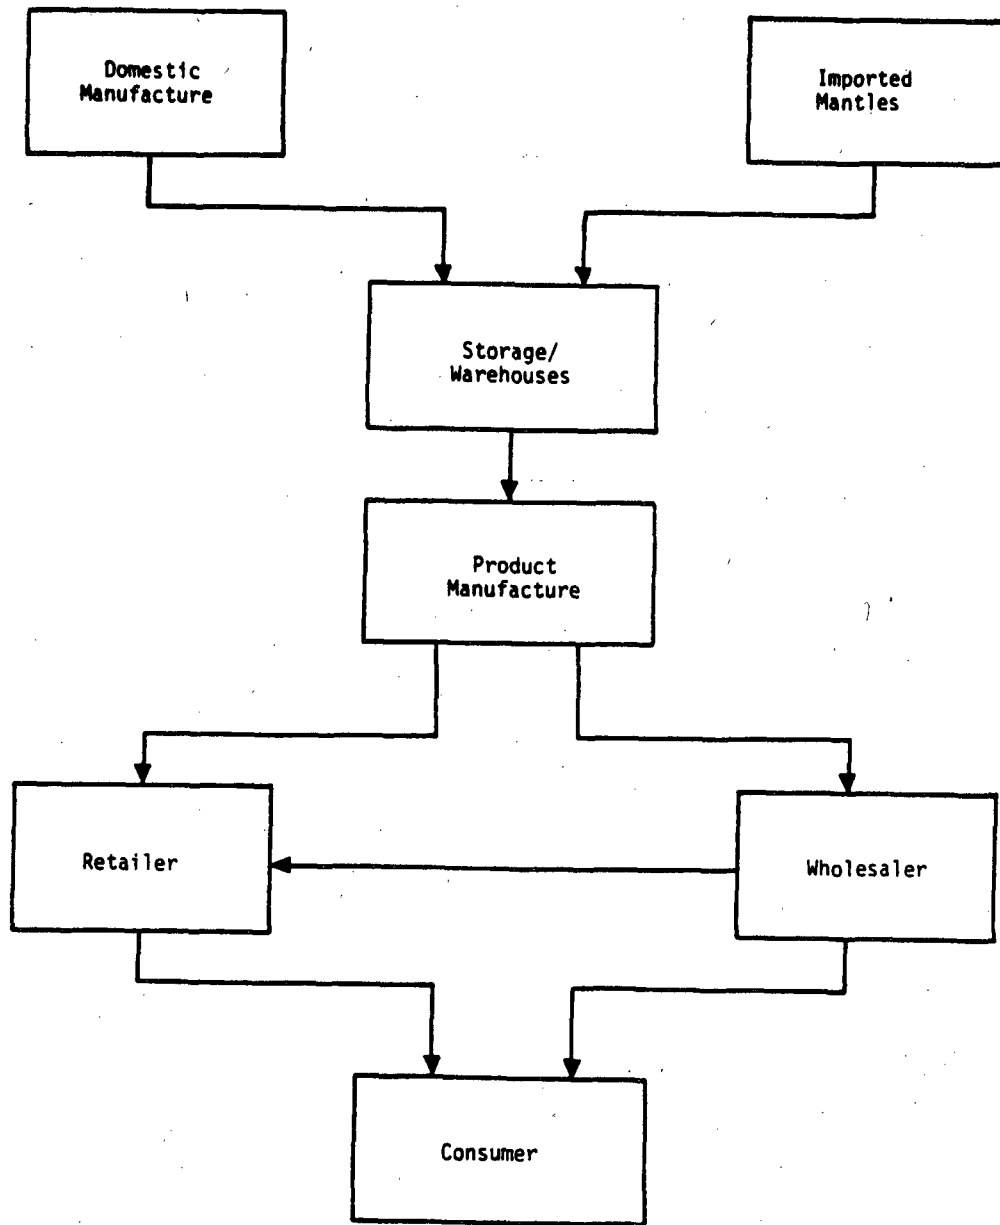 Domestic
Manufacture
Imported
Mantles
Storage/
Warehouses
Product
Manufacture
Retailer
Wholesaler
Consumer